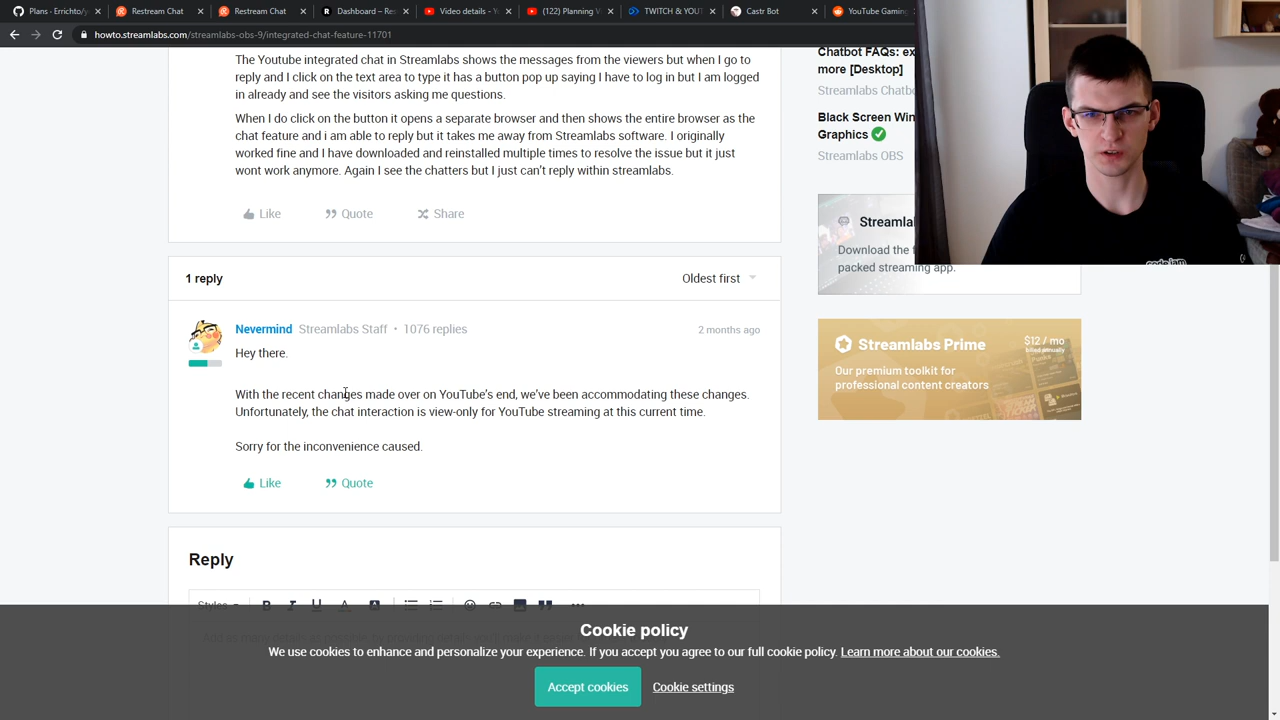 Plans - Errichto/y
Restream Chat
Restream Chat
Dashboard – Re
Video details - Y
(122) Planning V
TWITCH & YOUT
Castr Bot
YouTube Gaming
howto.streamlabs.com/streamlabs-obs-9/integrated-chat-feature-11701
The Youtube integrated chat in Streamlabs shows the messages from the viewers but when I go to
reply and I click on the text area to type it has a button pop up saying I have to log in but I am logged
in already and see the visitors asking me questions.
When I do click on the button it opens a separate browser and then shows the entire browser as the
chat feature and i am able to reply but it takes me away from Streamlabs software. I originally
worked fine and I have downloaded and reinstalled multiple times to resolve the issue but it just
wont work anymore. Again I see the chatters but I just can't reply within streamlabs.
Like
Quote
Share
1 reply
Oldest first
Nevermind Streamlabs Staff • 1076 replies
2 months ago
Hey there.
With the recent changes made over on YouTube's end, we've been accommodating these changes.
Unfortunately, the chat interaction is view-only for YouTube streaming at this current time.
Sorry for the inconvenience caused.
Like
Quote
Reply
Styles
Chatbot FAQs: ex
more [Desktop]
Streamlabs Chatbo
Black Screen Win
Graphics
Streamlabs OBS
Streamla
Download the f
packed streaming app.
Streamlabs Prime
$12 / mo
billed annually
Our premium toolkit for
professional content creators
Cookie policy
We use cookies to enhance and personalize your experience. If you accept you agree to our full cookie policy. Learn more about our cookies.
Accept cookies
Cookie settings